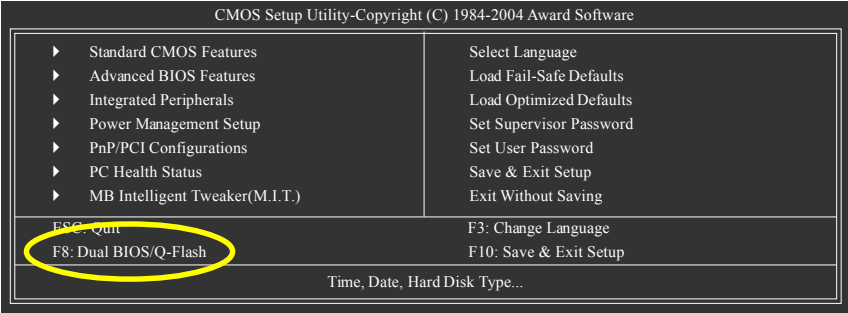 CMOS Setup Utility-Copyright (C) 1984-2004 Award Software
Standard CMOS Features
Advanced BIOS Features
Integrated Peripherals
Power Management Setup
PnP/PCI Configurations
PC Health Status
MB Intelligent Tweaker(M.I.T.)
Select Language
Load Fail-Safe Defaults
Load Optimized Defaults
Set Supervisor Password
Set User Password
Save & Exit Setup
Exit Without Saving
ESC: Quit
F3: Change Language
F8: Dual BIOS/Q-Flash
F10: Save & Exit Setup
Time, Date, Hard Disk Type...